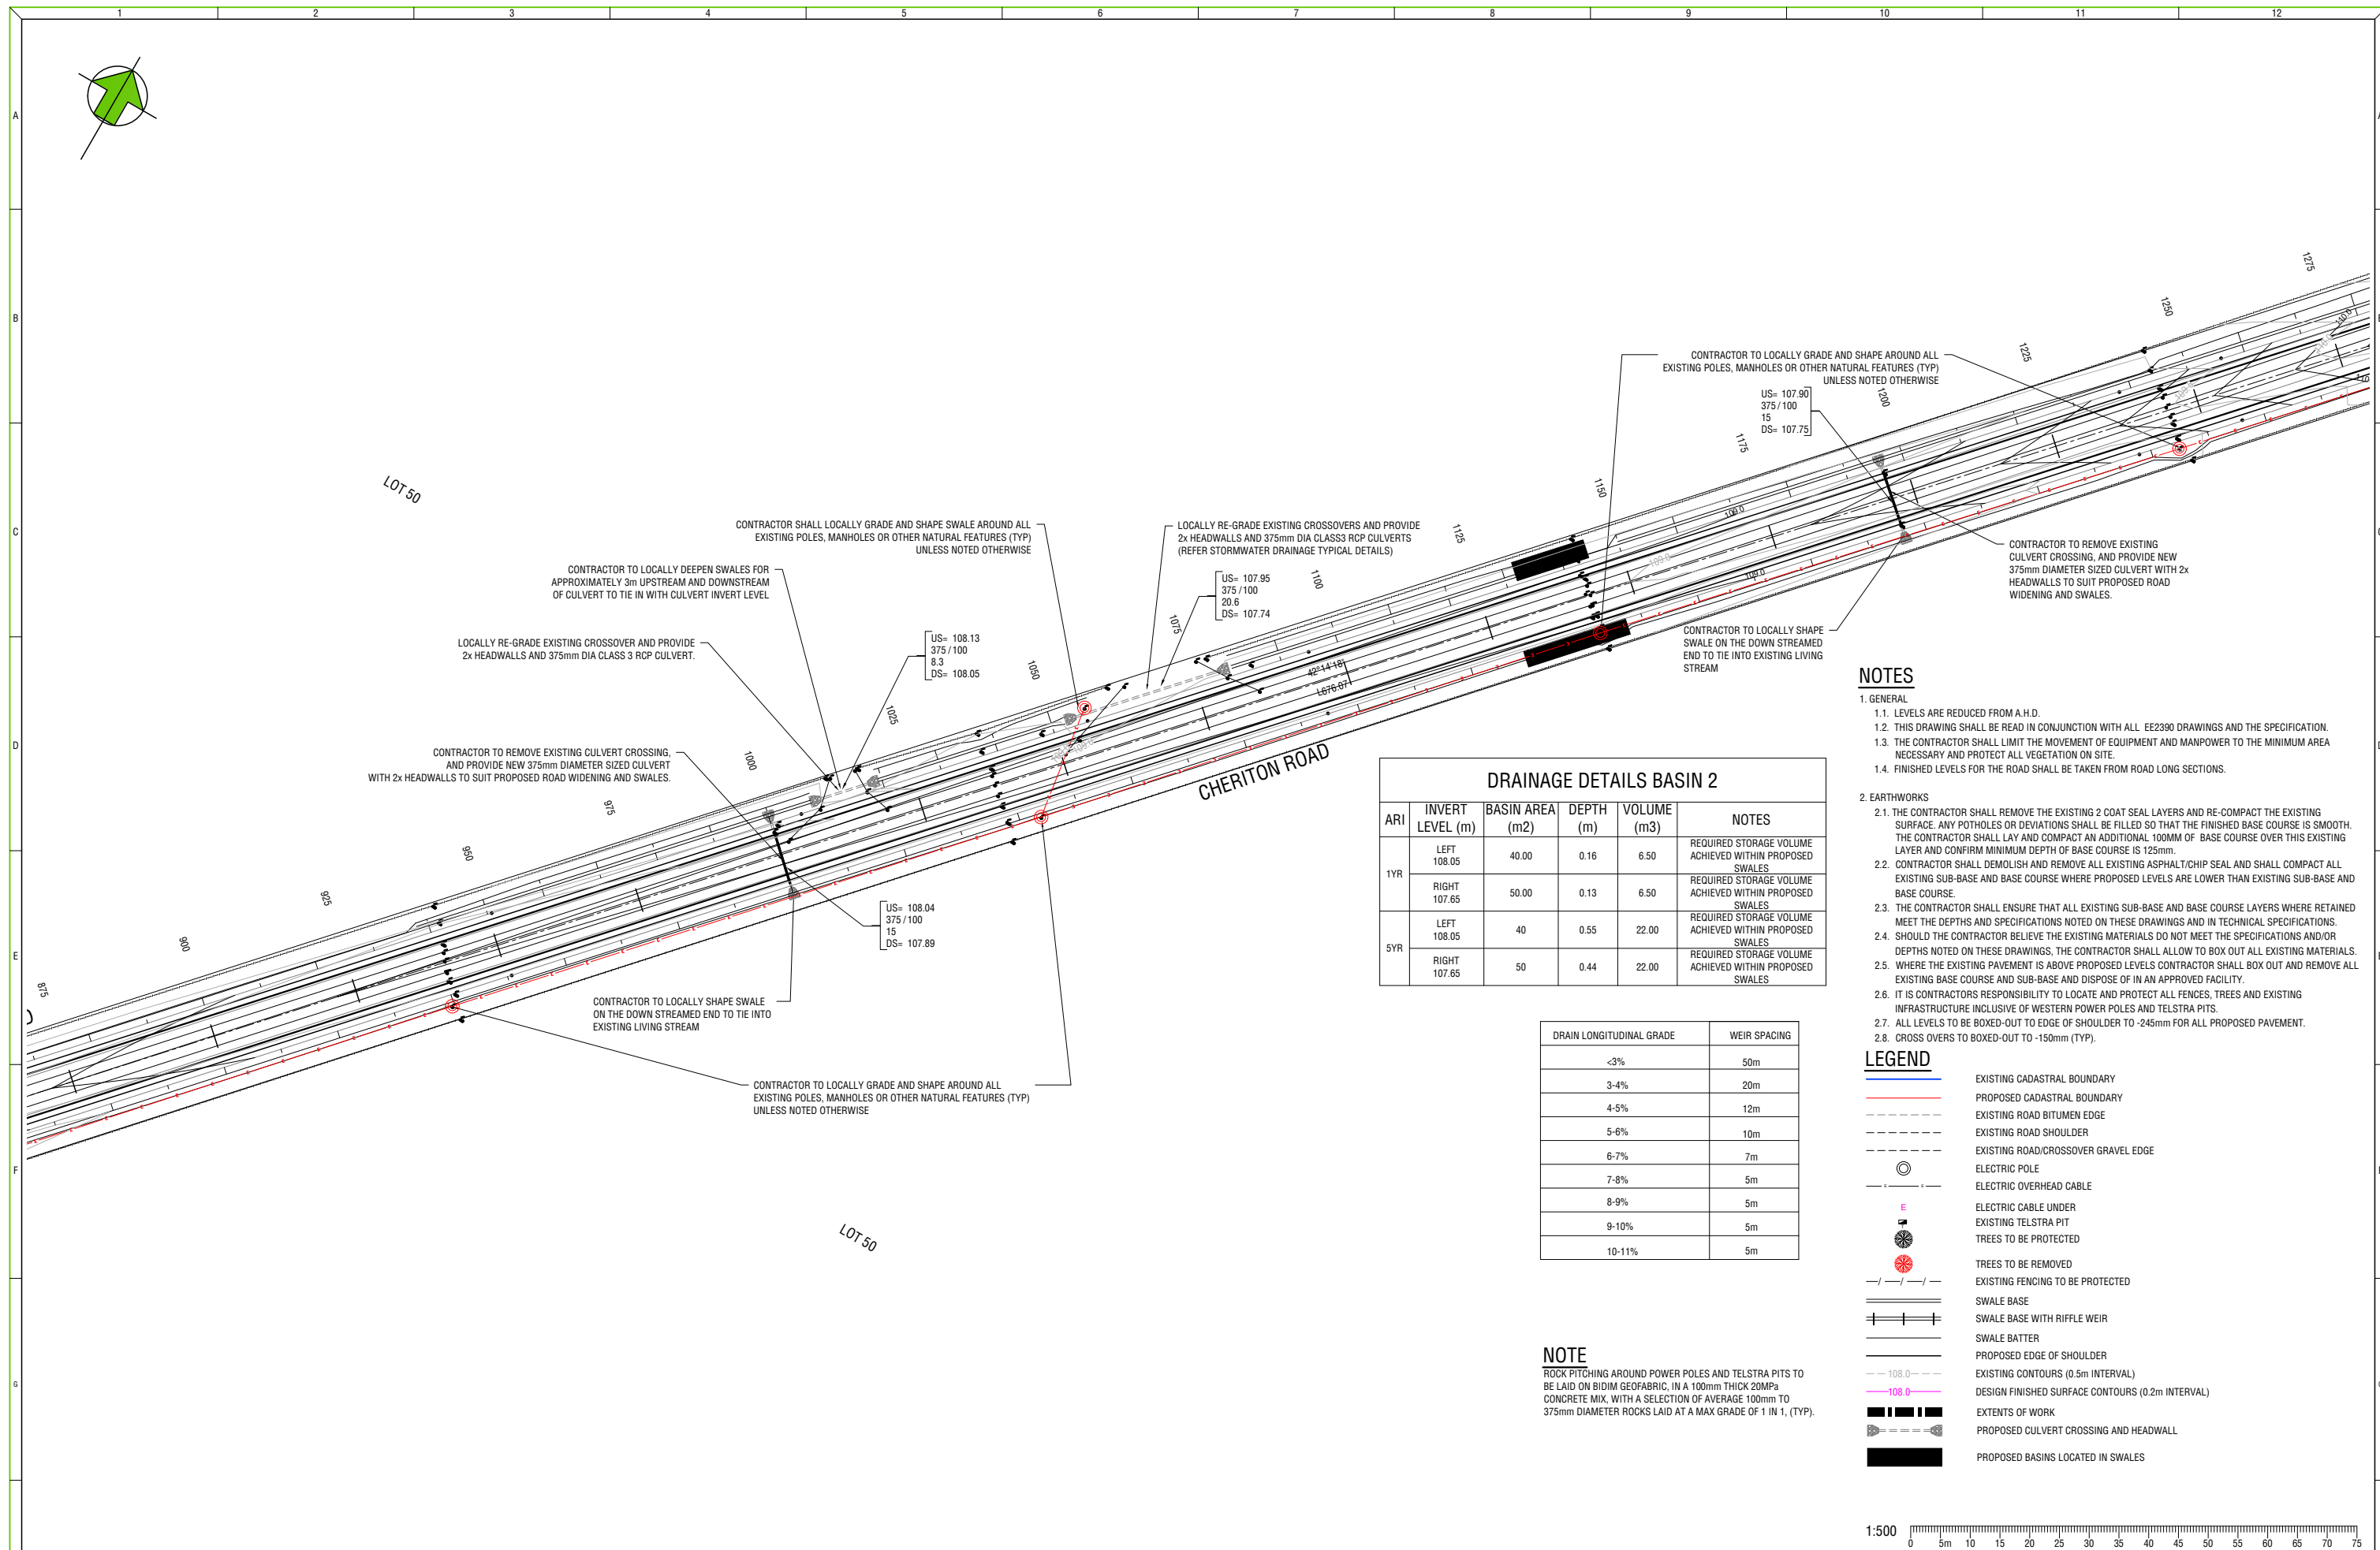 1 2 3 4 5 6 7 8 9 10 11 12
A
B
C
D
E
F
G
LOT 50
CONTRACTOR SHALL LOCALLY GRADE AND SHAPE SWALE AROUND ALL
EXISTING POLES, MANHOLES OR OTHER NATURAL FEATURES (TYP)
UNLESS NOTED OTHERWISE
CONTRACTOR TO LOCALLY DEEPEN SWALES FOR
APPROXIMATELY 3m UPSTREAM AND DOWNSTREAM
OF CULVERT TO TIE IN WITH CULVERT INVERT LEVEL
LOCALLY RE-GRADE EXISTING CROSSOVER AND PROVIDE
2x HEADWALLS AND 375mm DIA CLASS 3 RCP CULVERT.
CONTRACTOR TO REMOVE EXISTING CULVERT CROSSING,
AND PROVIDE NEW 375mm DIAMETER SIZED CULVERT
WITH 2x HEADWALLS TO SUIT PROPOSED ROAD WIDENING AND SWALES.
US= 108.13
375 / 100
8.3
DS= 108.05
LOCALLY RE-GRADE EXISTING CROSSOVERS AND PROVIDE
2x HEADWALLS AND 375mm DIA CLASS3 RCP CULVERTS
(REFER STORMWATER DRAINAGE TYPICAL DETAILS)
US= 107.95
375 / 100
20.6
DS= 107.74
CONTRACTOR TO LOCALLY GRADE AND SHAPE AROUND ALL
EXISTING POLES, MANHOLES OR OTHER NATURAL FEATURES (TYP)
UNLESS NOTED OTHERWISE
US= 107.90
375 / 100
15
DS= 107.75
CONTRACTOR TO REMOVE EXISTING
CULVERT CROSSING, AND PROVIDE NEW
375mm DIAMETER SIZED CULVERT WITH 2x
HEADWALLS TO SUIT PROPOSED ROAD
WIDENING AND SWALES.
CONTRACTOR TO LOCALLY SHAPE
SWALE ON THE DOWN STREAMED
END TO TIE INTO EXISTING LIVING
STREAM
875
900
925
950
975
1000
1025
1050
1075
1100
1125
1150
1175
1200
1225
1250
1275
109.0
109.0
109.0
110.0
42°14'18"
L676.07
CHERITON ROAD
US= 108.04
375 / 100
15
DS= 107.89
CONTRACTOR TO LOCALLY SHAPE SWALE
ON THE DOWN STREAMED END TO TIE INTO
EXISTING LIVING STREAM
CONTRACTOR TO LOCALLY GRADE AND SHAPE AROUND ALL
EXISTING POLES, MANHOLES OR OTHER NATURAL FEATURES (TYP)
UNLESS NOTED OTHERWISE
LOT 50
DRAINAGE DETAILS BASIN 2
ARI INVERT LEVEL (m) BASIN AREA (m2) DEPTH (m) VOLUME (m3) NOTES
1YR LEFT 108.05 40.00 0.16 6.50 REQUIRED STORAGE VOLUME ACHIEVED WITHIN PROPOSED SWALES
RIGHT 107.65 50.00 0.13 6.50 REQUIRED STORAGE VOLUME ACHIEVED WITHIN PROPOSED SWALES
5YR LEFT 108.05 40 0.55 22.00 REQUIRED STORAGE VOLUME ACHIEVED WITHIN PROPOSED SWALES
RIGHT 107.65 50 0.44 22.00 REQUIRED STORAGE VOLUME ACHIEVED WITHIN PROPOSED SWALES
DRAIN LONGITUDINAL GRADE WEIR SPACING
<3% 50m
3-4% 20m
4-5% 12m
5-6% 10m
6-7% 7m
7-8% 5m
8-9% 5m
9-10% 5m
10-11% 5m
NOTE
ROCK PITCHING AROUND POWER POLES AND TELSTRA PITS TO
BE LAID ON BIDIM GEOFABRIC, IN A 100mm THICK 20MPa
CONCRETE MIX, WITH A SELECTION OF AVERAGE 100mm TO
375mm DIAMETER ROCKS LAID AT A MAX GRADE OF 1 IN 1, (TYP).
NOTES
1. GENERAL
1.1. LEVELS ARE REDUCED FROM A.H.D.
1.2. THIS DRAWING SHALL BE READ IN CONJUNCTION WITH ALL EE2390 DRAWINGS AND THE SPECIFICATION.
1.3. THE CONTRACTOR SHALL LIMIT THE MOVEMENT OF EQUIPMENT AND MANPOWER TO THE MINIMUM AREA
NECESSARY AND PROTECT ALL VEGETATION ON SITE.
1.4. FINISHED LEVELS FOR THE ROAD SHALL BE TAKEN FROM ROAD LONG SECTIONS.
2. EARTHWORKS
2.1. THE CONTRACTOR SHALL REMOVE THE EXISTING 2 COAT SEAL LAYERS AND RE-COMPACT THE EXISTING
SURFACE. ANY POTHOLES OR DEVIATIONS SHALL BE FILLED SO THAT THE FINISHED BASE COURSE IS SMOOTH.
THE CONTRACTOR SHALL LAY AND COMPACT AN ADDITIONAL 100MM OF BASE COURSE OVER THIS EXISTING
LAYER AND CONFIRM MINIMUM DEPTH OF BASE COURSE IS 125mm.
2.2. CONTRACTOR SHALL DEMOLISH AND REMOVE ALL EXISTING ASPHALT/CHIP SEAL AND SHALL COMPACT ALL
EXISTING SUB-BASE AND BASE COURSE WHERE PROPOSED LEVELS ARE LOWER THAN EXISTING SUB-BASE AND
BASE COURSE.
2.3. THE CONTRACTOR SHALL ENSURE THAT ALL EXISTING SUB-BASE AND BASE COURSE LAYERS WHERE RETAINED
MEET THE DEPTHS AND SPECIFICATIONS NOTED ON THESE DRAWINGS AND IN TECHNICAL SPECIFICATIONS.
2.4. SHOULD THE CONTRACTOR BELIEVE THE EXISTING MATERIALS DO NOT MEET THE SPECIFICATIONS AND/OR
DEPTHS NOTED ON THESE DRAWINGS, THE CONTRACTOR SHALL ALLOW TO BOX OUT ALL EXISTING MATERIALS.
2.5. WHERE THE EXISTING PAVEMENT IS ABOVE PROPOSED LEVELS CONTRACTOR SHALL BOX OUT AND REMOVE ALL
EXISTING BASE COURSE AND SUB-BASE AND DISPOSE OF IN AN APPROVED FACILITY.
2.6. IT IS CONTRACTORS RESPONSIBILITY TO LOCATE AND PROTECT ALL FENCES, TREES AND EXISTING
INFRASTRUCTURE INCLUSIVE OF WESTERN POWER POLES AND TELSTRA PITS.
2.7. ALL LEVELS TO BE BOXED-OUT TO EDGE OF SHOULDER TO -245mm FOR ALL PROPOSED PAVEMENT.
2.8. CROSS OVERS TO BOXED-OUT TO -150mm (TYP).
LEGEND
EXISTING CADASTRAL BOUNDARY
PROPOSED CADASTRAL BOUNDARY
EXISTING ROAD BITUMEN EDGE
EXISTING ROAD SHOULDER
EXISTING ROAD/CROSSOVER GRAVEL EDGE
ELECTRIC POLE
ELECTRIC OVERHEAD CABLE
E ELECTRIC CABLE UNDER
EXISTING TELSTRA PIT
TREES TO BE PROTECTED
TREES TO BE REMOVED
EXISTING FENCING TO BE PROTECTED
SWALE BASE
SWALE BASE WITH RIFFLE WEIR
SWALE BATTER
PROPOSED EDGE OF SHOULDER
108.0 EXISTING CONTOURS (0.5m INTERVAL)
108.0 DESIGN FINISHED SURFACE CONTOURS (0.2m INTERVAL)
EXTENTS OF WORK
PROPOSED CULVERT CROSSING AND HEADWALL
PROPOSED BASINS LOCATED IN SWALES
1:500
0 5m 10 15 20 25 30 35 40 45 50 55 60 65 70 75